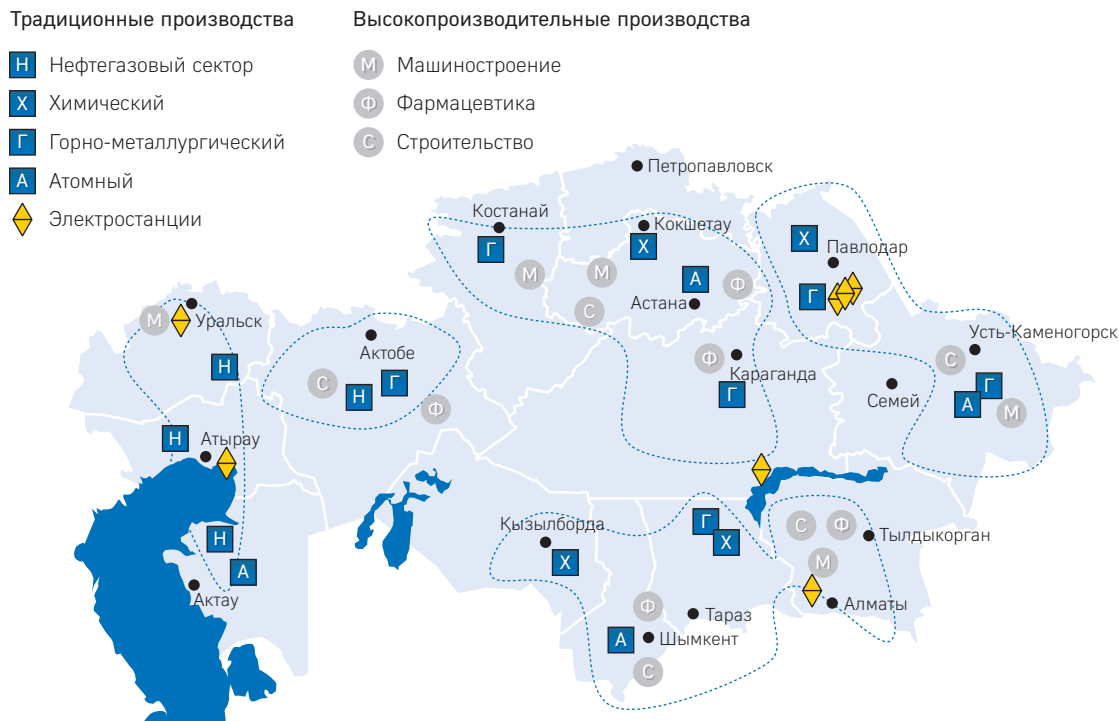 Традиционные производства
Н Нефтегазовый сектор
Х Химический
Г Горно-металлургический
А Атомный
Электростанции
Высокопроизводительные производства
М Машиностроение
Ф Фармацевтика
С Строительство
Петропавловск
Костанай
Кокшетау
Г
Х
Х
Павлодар
М
М
А
Ф
Г
Астана
С
М
Уральск
Усть-Каменогорск
Актобе
Ф
С
Н
Караганда
С
Н
Г
Г
Семей
Г
А
М
Ф
Н
Атырау
Қызылборда
Г
Х
С
Ф
Тылдыкорган
Н
А
Х
М
Актау
Ф
Тараз
Алматы
А
Шымкент
С